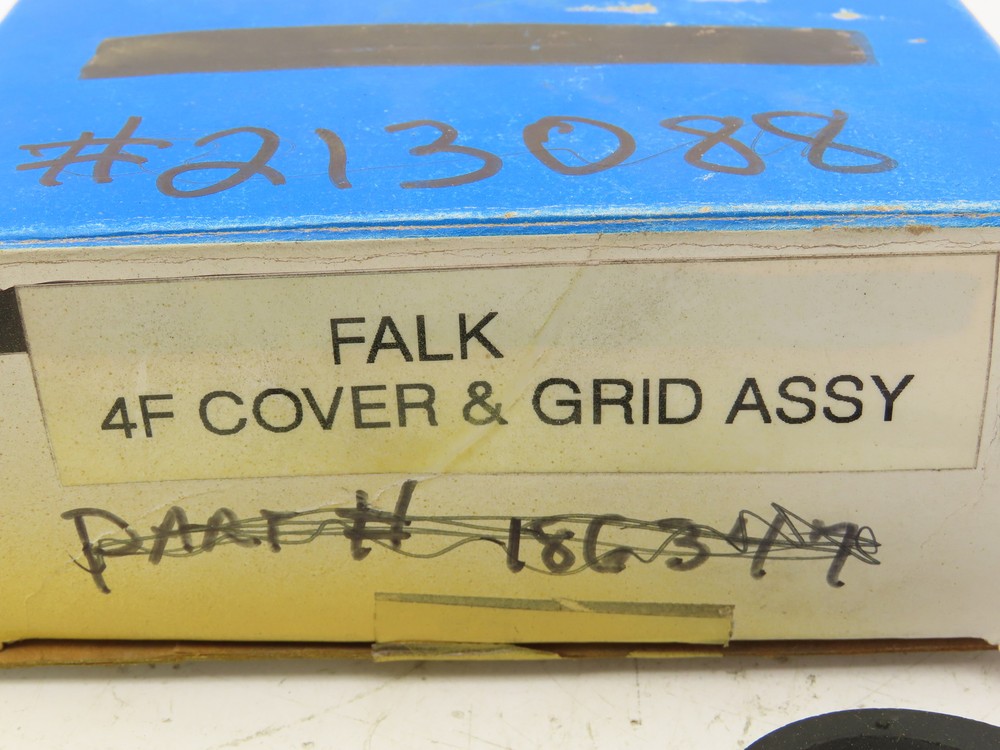 #213088
FALK
4F COVER & GRID ASSY
PART # 186347